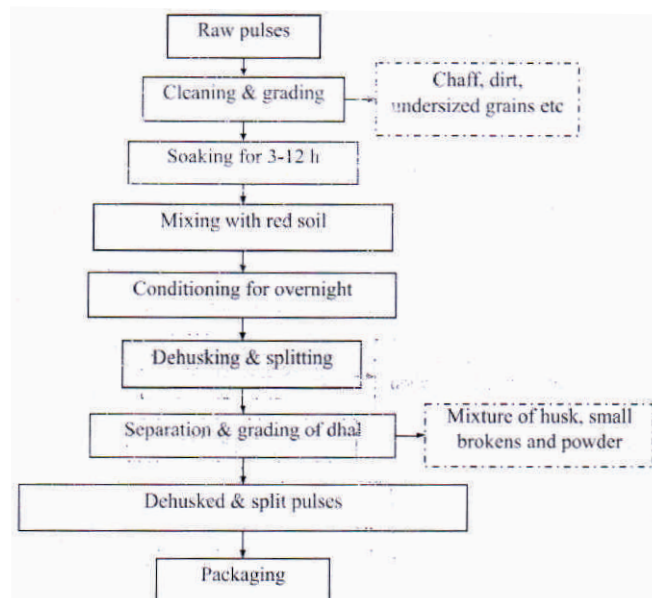 Raw pulses
Cleaning & grading
Chaff, dirt,
undersized grains etc
Soaking for 3-12 h
Mixing with red soil
Conditioning for overnight
Dehusking & splitting
Separation & grading of dhal
Mixture of husk, small
brokens and powder
Dehusked & split pulses
Packaging